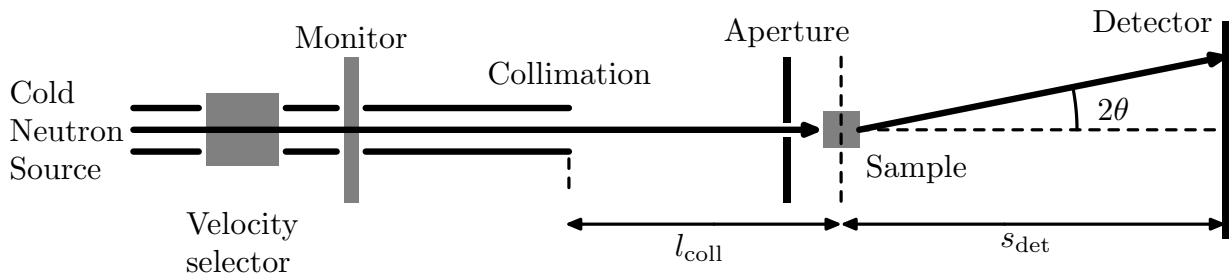 Detector
Monitor
Aperture
Collimation
Cold
Neutron
Source
2θ
Sample
Velocity
selector
l_coll
s_det